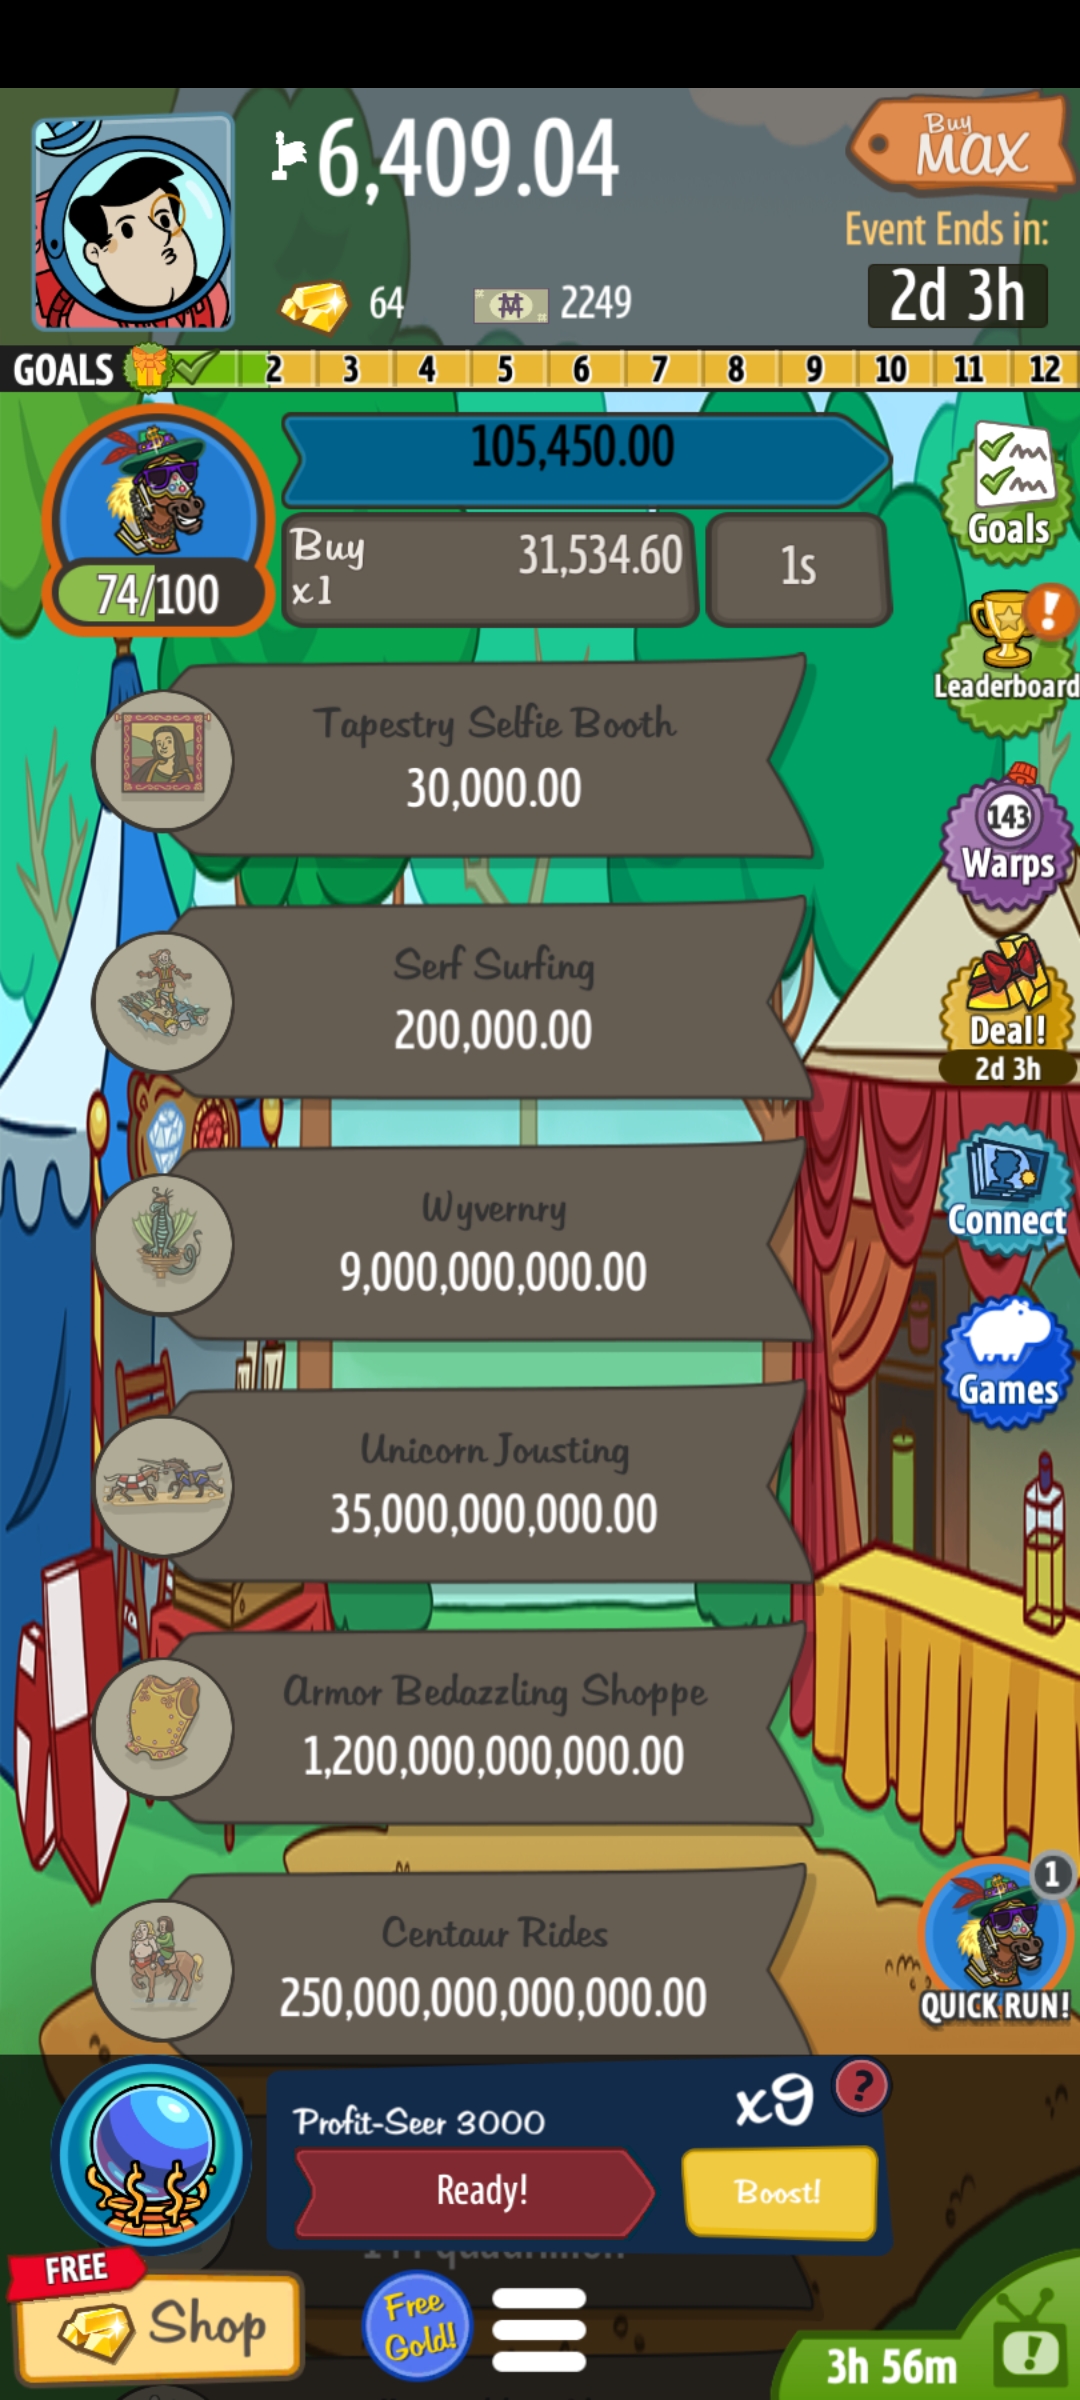 6,409.04
Buy
MAX
Event Ends in:
64
2249
2d 3h
GOALS 2 3 4 5 6 7 8 9 10 11 12
105,450.00
Buy
x1
31,534.60
1s
74/100
Goals
!
Leaderboard
Tapestry Selfie Booth
30,000.00
143
Warps
Serf Surfing
200,000.00
Deal!
2d 3h
Wyvernry
9,000,000,000.00
Connect
Games
Unicorn Jousting
35,000,000,000.00
Armor Bedazzling Shoppe
1,200,000,000,000.00
Centaur Rides
250,000,000,000,000.00
1
QUICK RUN!
Profit-Seer 3000
x9
?
Ready!
Boost!
FREE
Shop
Free
Gold!
3h 56m
!